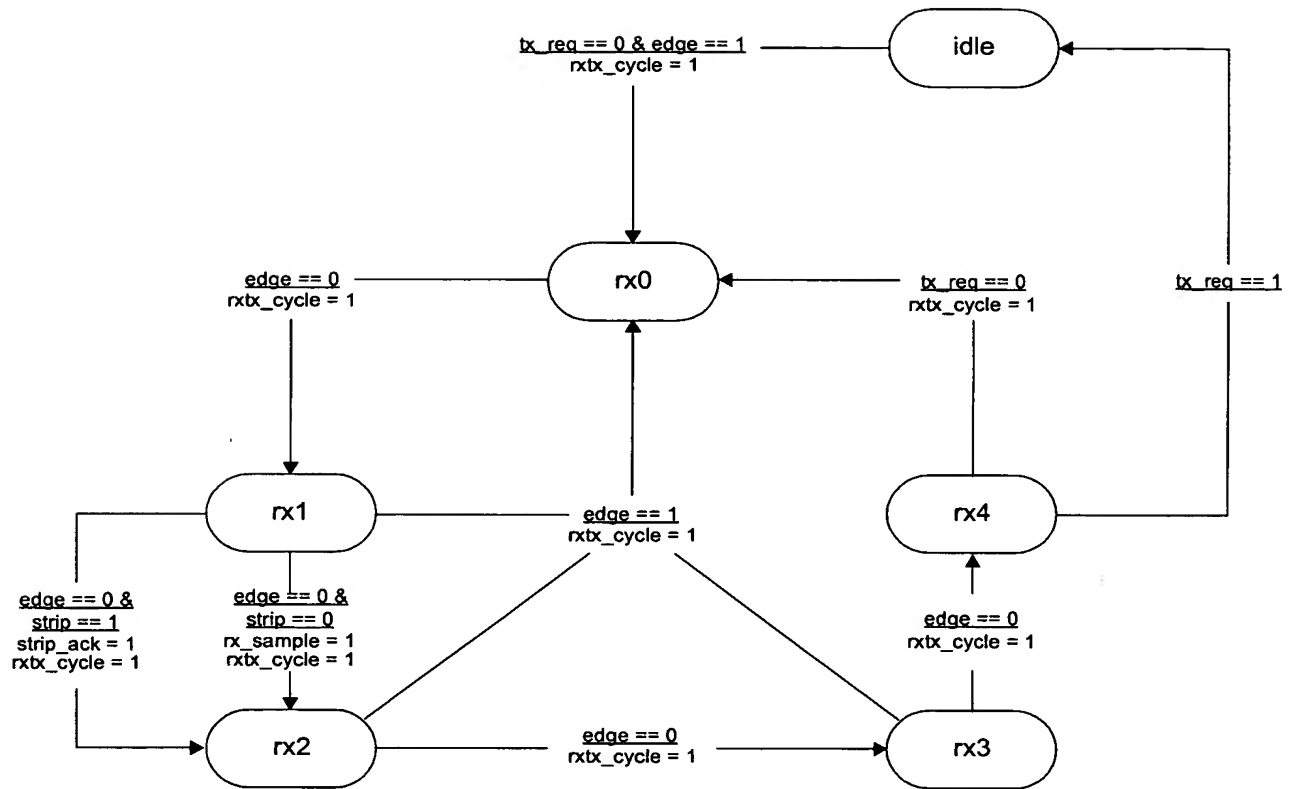 tx_req == 0 & edge == 1
rxtx_cycle = 1
idle
edge == 0
rxtx_cycle = 1
rx0
tx_req == 0
rxtx_cycle = 1
tx_req == 1
rx1
edge == 1
rxtx_cycle = 1
rx4
edge == 0 &
strip == 1
strip_ack = 1
rxtx_cycle = 1
edge == 0 &
strip == 0
rx_sample = 1
rxtx_cycle = 1
edge == 0
rxtx_cycle = 1
rx2
edge == 0
rxtx_cycle = 1
rx3